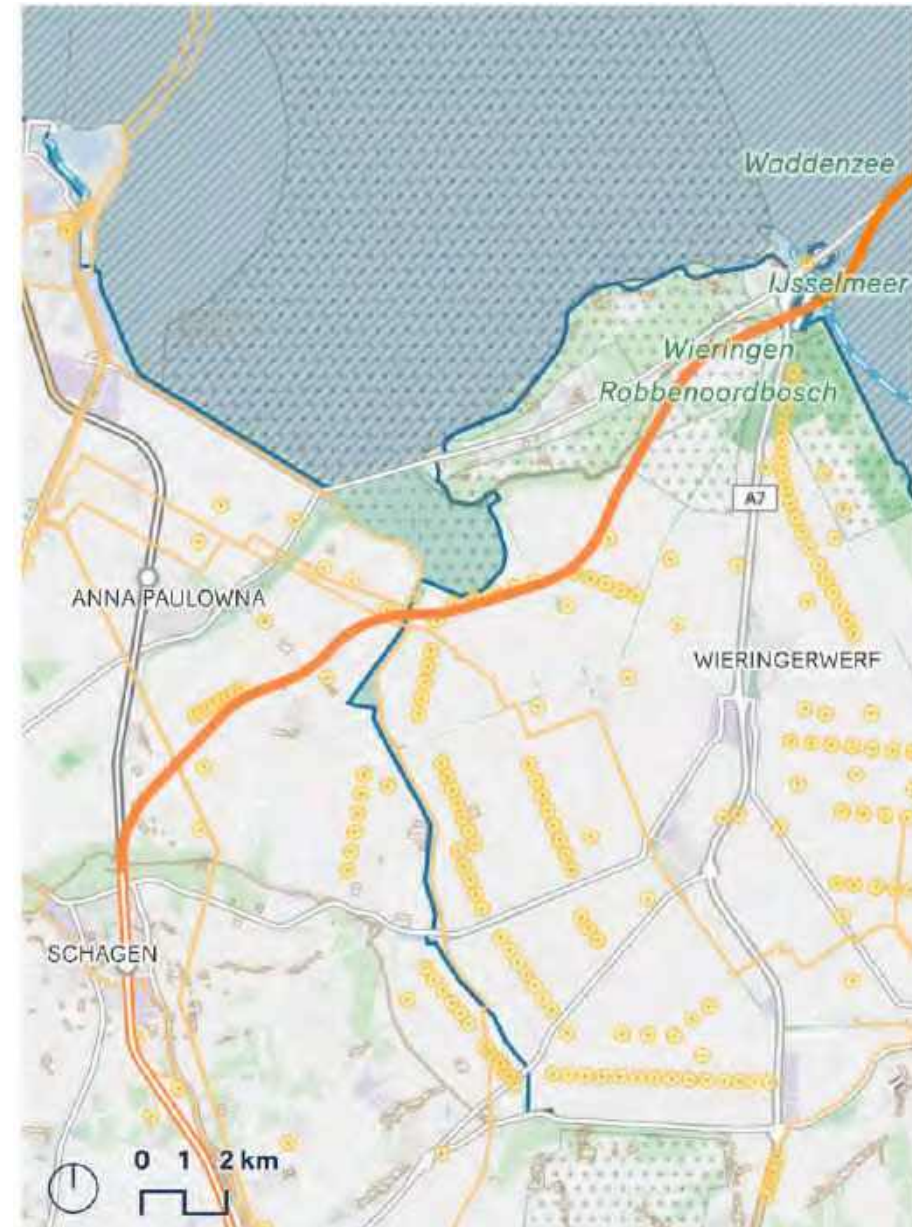 Waddenzee
IJsselmeer
Wieringen
Robbenoordbosch
A7
ANNA PAULOWNA
WIERINGERWERF
SCHAGEN
0 1 2 km